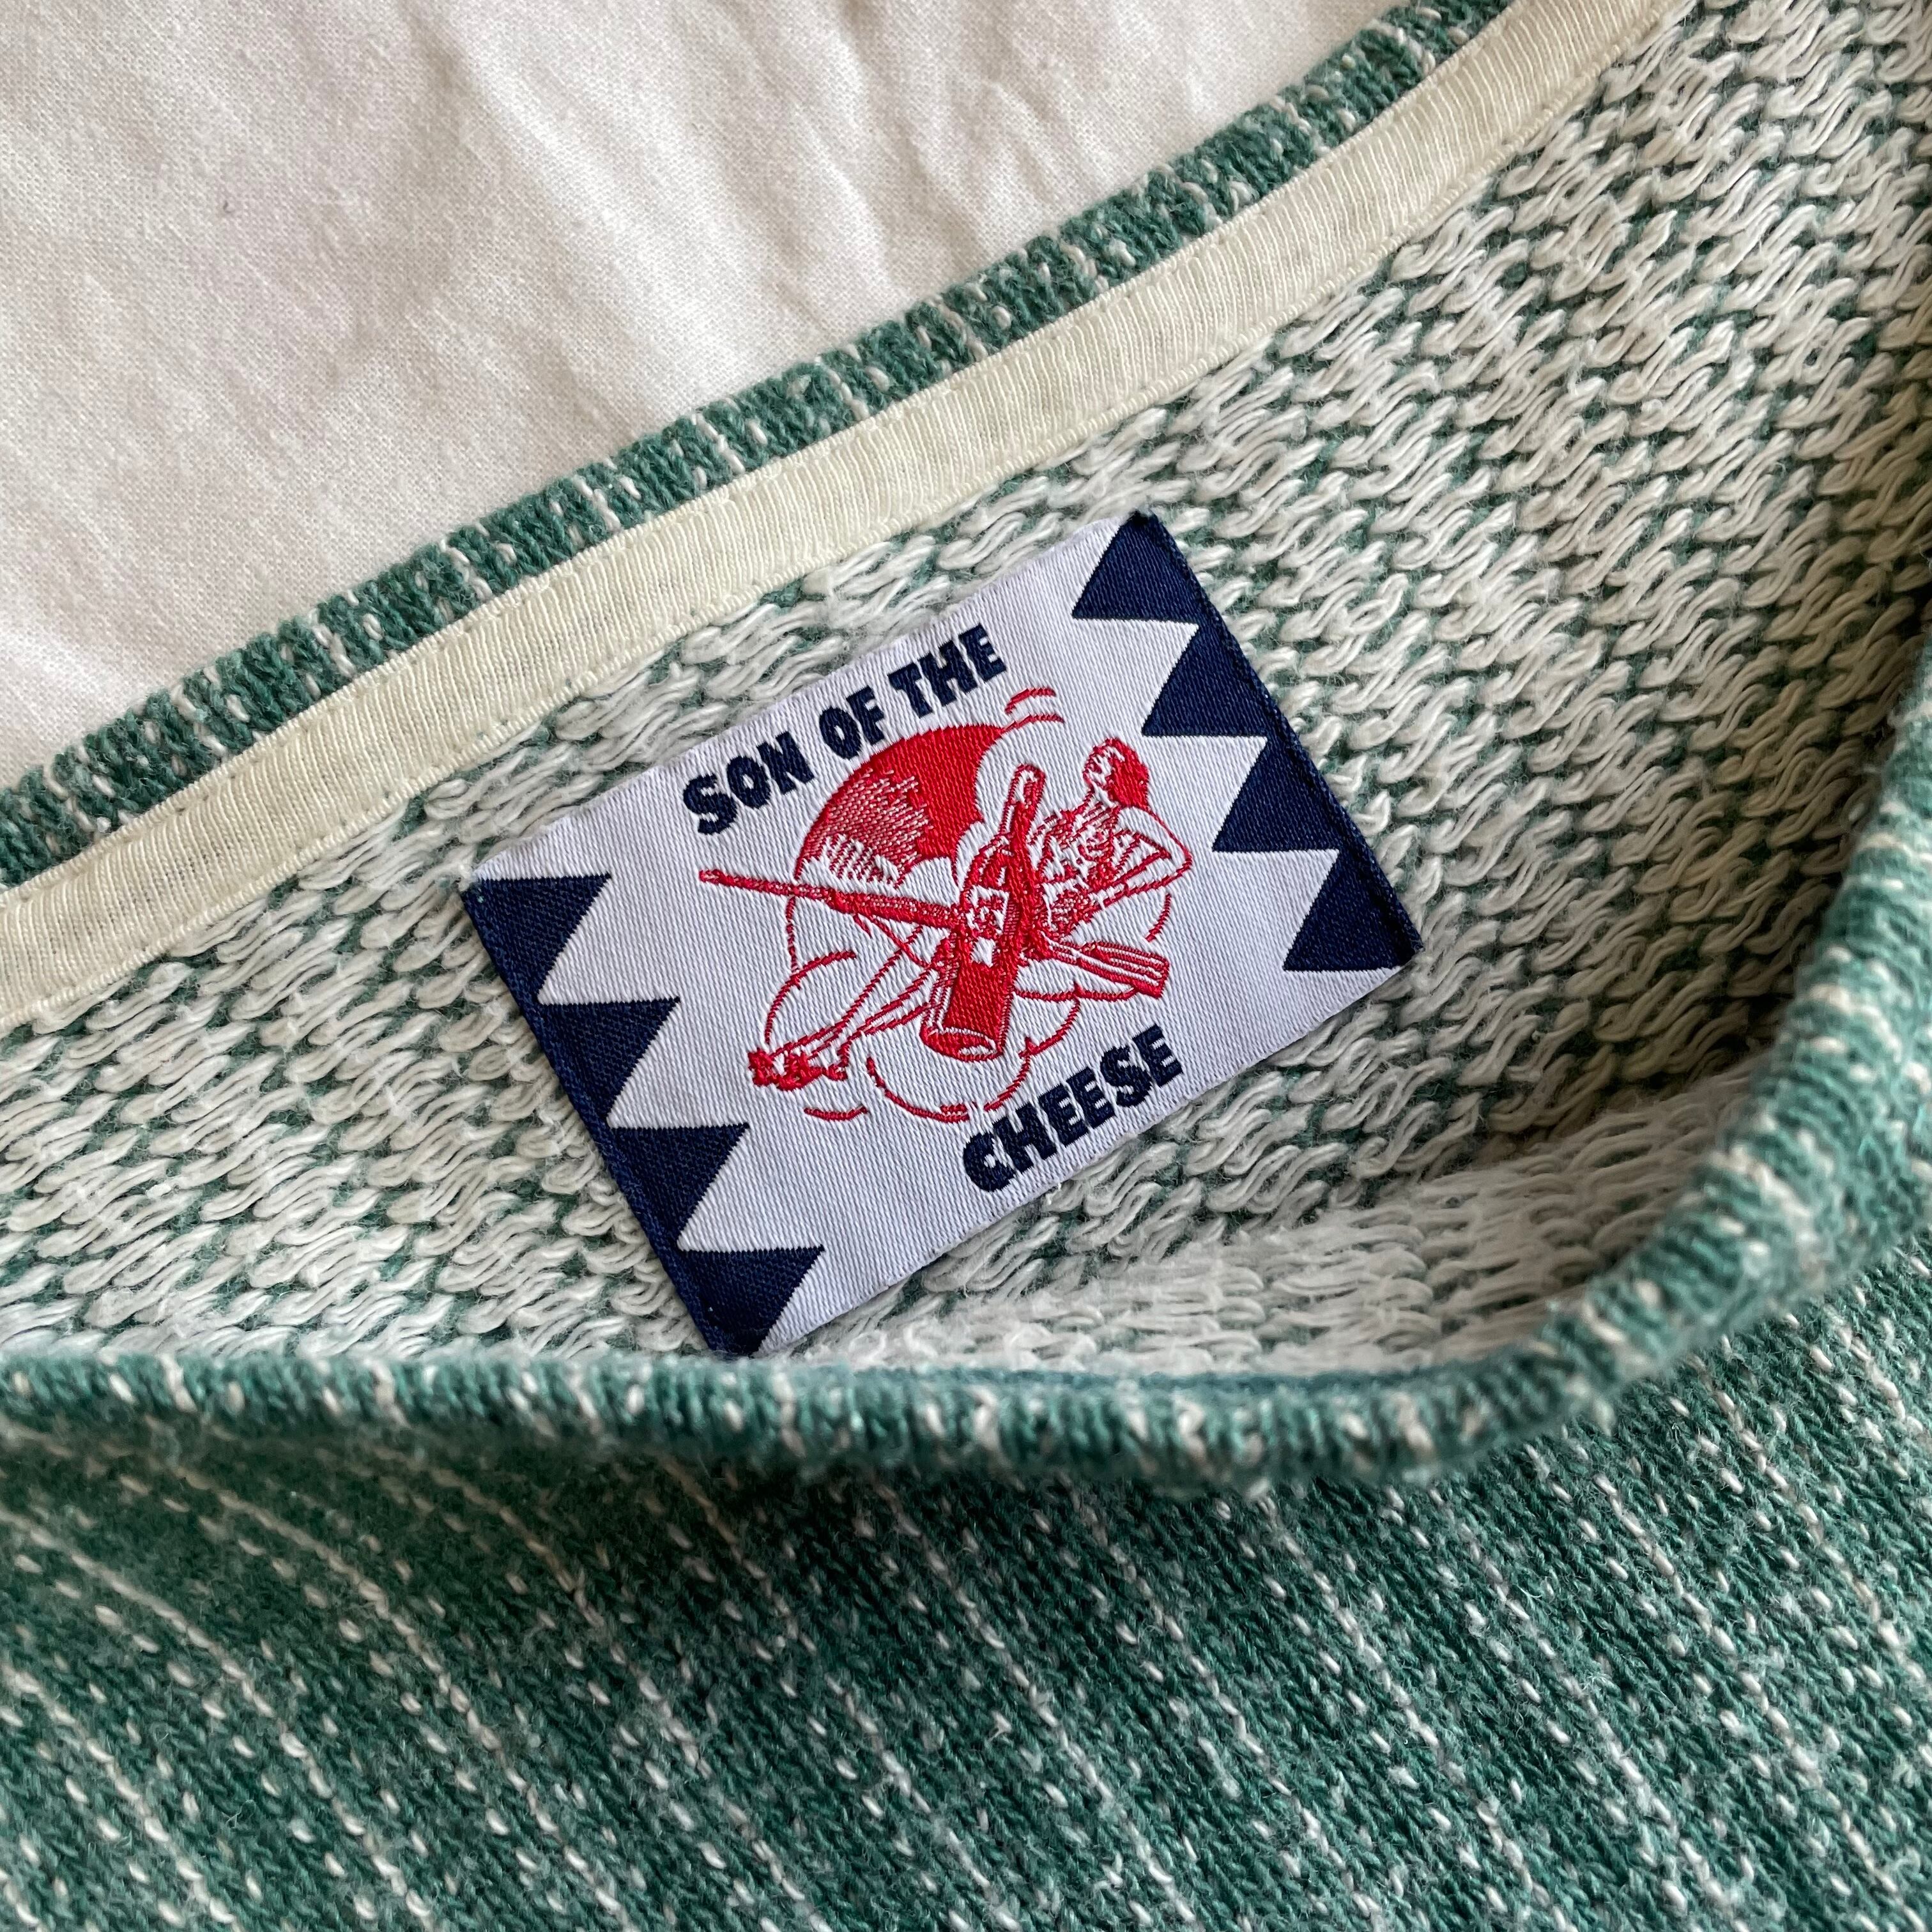 SON OF THE
CHEESE